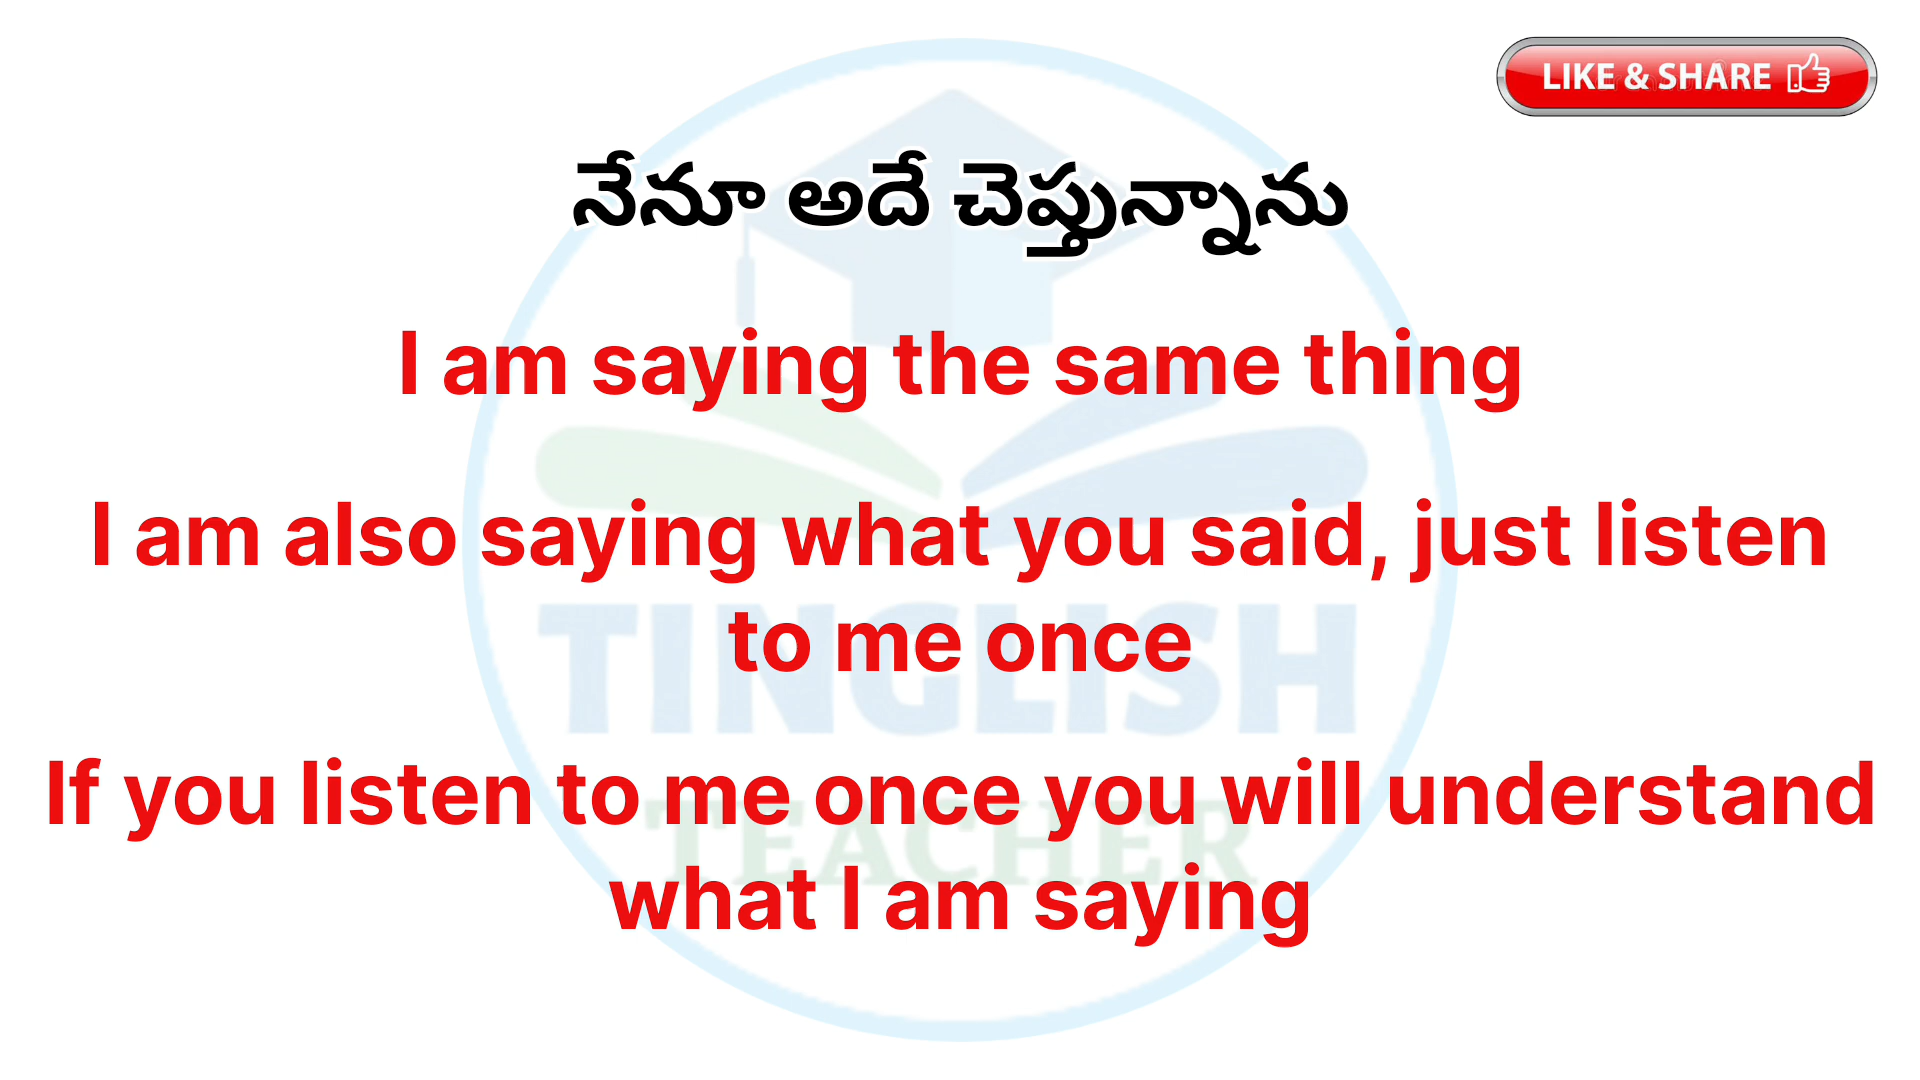 LIKE & SHARE
నేనూ అదే చెప్తున్నాను
I am saying the same thing
I am also saying what you said, just listen
to me once
TINGLISH
If you listen to me once you will understand
TEACHER
what I am saying